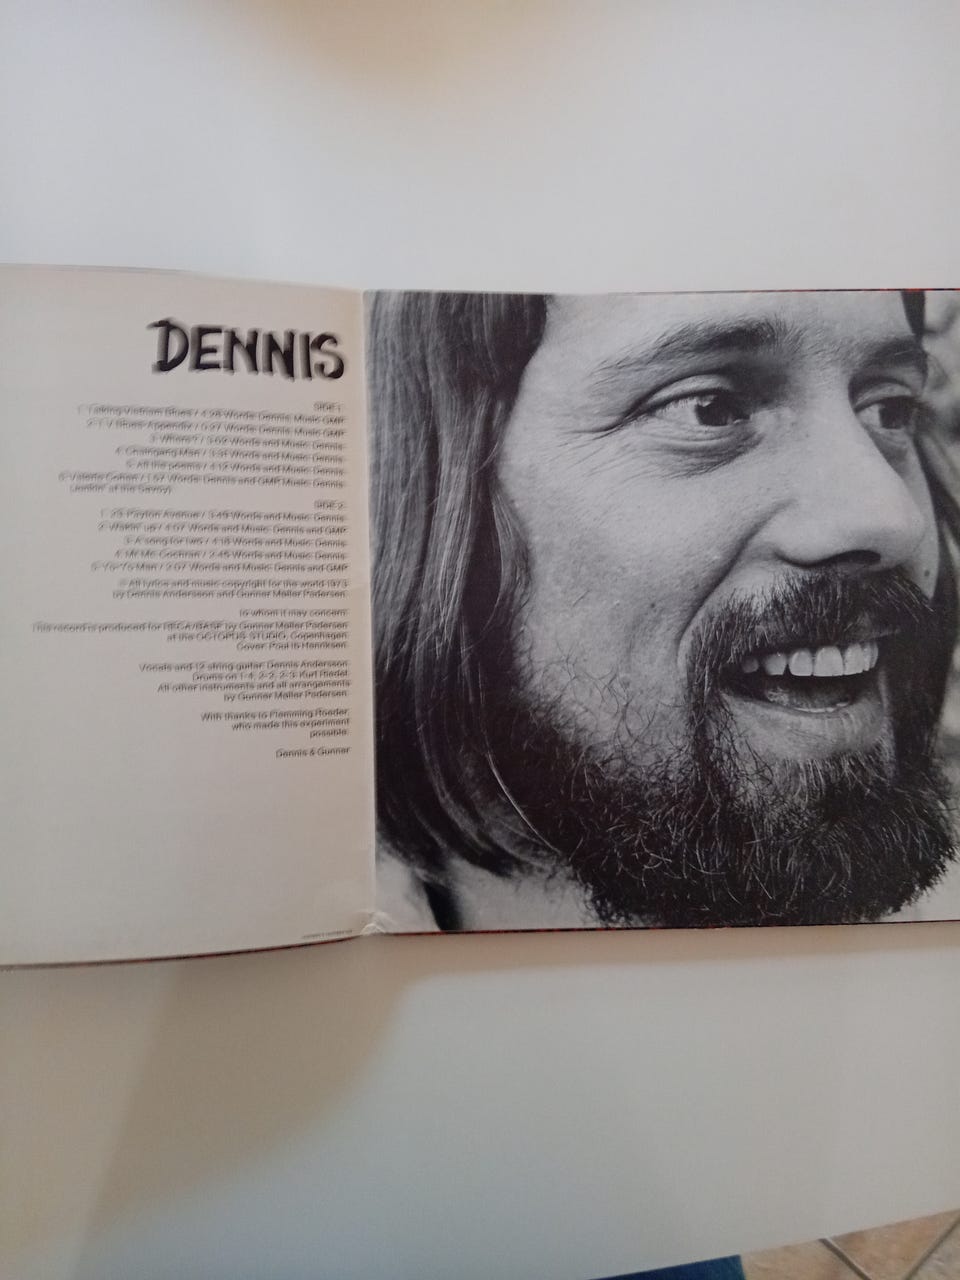 DENNIS
SIDE 1:
1: Talking Vietnam Blues / 4:28 Words: Dennis. Music: GMP.
2: T.V Blues-Appendix / 0:27 Words: Dennis. Music: GMP.
3: Where? / 3:02 Words and Music: Dennis.
4: Chaingang Man / 3:31 Words and Music: Dennis.
5: All the poems / 4:12 Words and Music: Dennis.
6: Valerie Cohan / 1:57 Words: Dennis and GMP. Music: Dennis.
at the Savoy).
SIDE 2:
1: 23. Payton Avenue / 3:49 Words and Music: Dennis.
2: Wakin' up / 4:07 Words and Music: Dennis and GMP.
3: A song for two / 4:18 Words and Music: Dennis.
4: Mr Mc. Cochran / 2:45 Words and Music: Dennis.
5: Yo-Yo Man / 2:07 Words and Music: Dennis and GMP.
© All lyrics and music copyright for the world 1973
by Dennis Andersson and Gunner Møller Pedersen.
to whom it may concern:
This record is produced for by Gunner Møller Pedersen
at the OCTOPUS STUDIO, Copenhagen.
Cover: Poul Ib Henriksen.
Vocals and 12 string guitar: Dennis Andersson
Drums on 1-4, 2-2, 2-3: Kurt Riedel.
All other instruments and all arrangements
by Gunner Møller Pedersen.
With thanks to Flemming Roeder,
who made this experiment
possible.
Dennis & Gunner